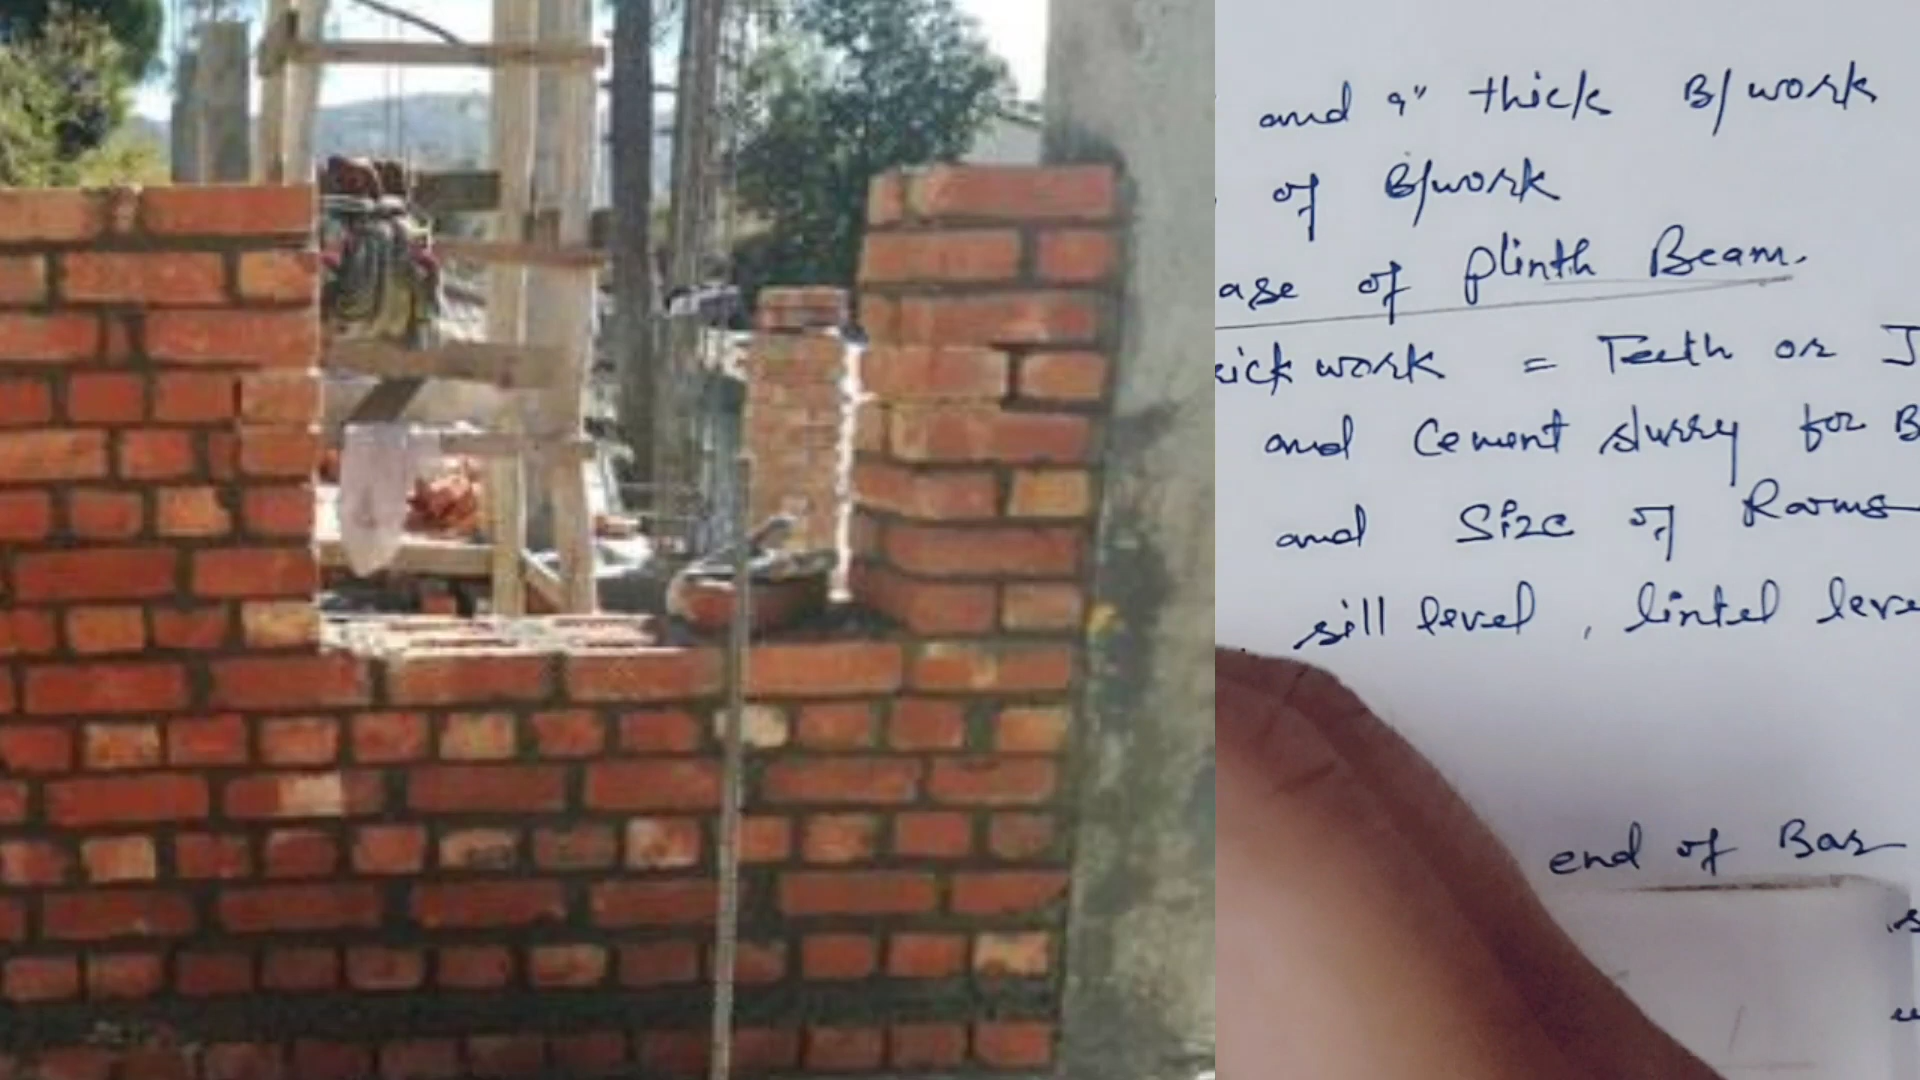 and 9" thick B/work
of B/work
ase of plinth Beam.
rick work = Teeth or J
and Cement slurry for B
and Size of Rooms
sill level, lintel leve
end of Bar